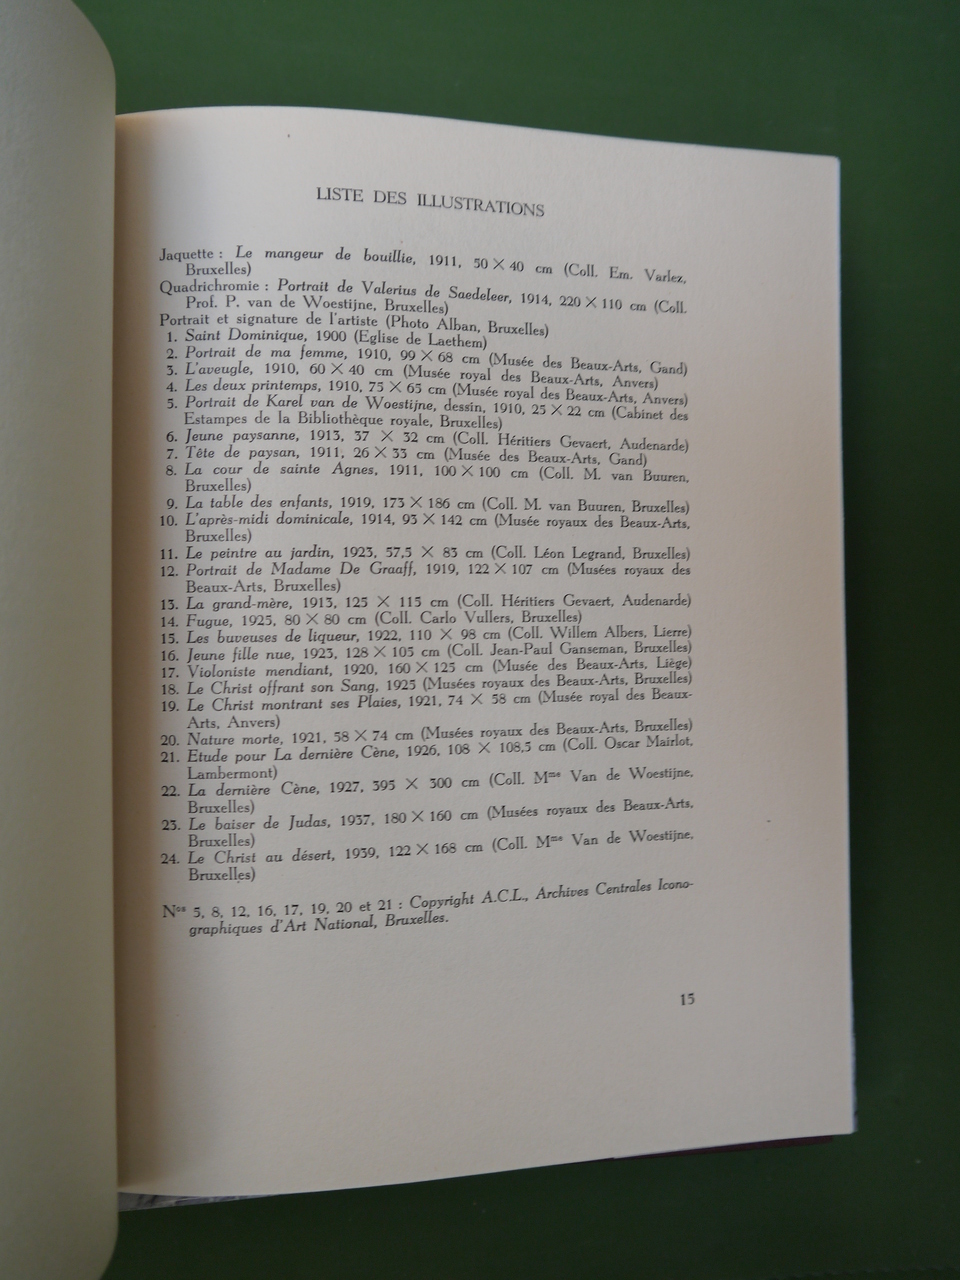 LISTE DES ILLUSTRATIONS
Jaquette : Le mangeur de bouillie, 1911, 50 × 40 cm (Coll. Em. Varlez,
Bruxelles)
Quadrichromie : Portrait de Valerius de Saedeleer, 1914, 220 × 110 cm (Coll.
Prof. P. van de Woestijne, Bruxelles)
Portrait et signature de l'artiste (Photo Alban, Bruxelles)
1. Saint Dominique, 1900 (Eglise de Laethem)
2. Portrait de ma femme, 1910, 99 × 68 cm (Musée des Beaux-Arts, Gand)
3. L'aveugle, 1910, 60 × 40 cm (Musée royal des Beaux-Arts, Anvers)
4. Les deux printemps, 1910, 75 × 65 cm (Musée royal des Beaux-Arts, Anvers)
5. Portrait de Karel van de Woestijne, dessin, 1910, 25 × 22 cm (Cabinet des
Estampes de la Bibliothèque royale, Bruxelles)
6. Jeune paysanne, 1913, 37 × 32 cm (Coll. Héritiers Gevaert, Audenarde)
7. Tête de paysan, 1911, 26 × 33 cm (Musée des Beaux-Arts, Gand)
8. La cour de sainte Agnes, 1911, 100 × 100 cm (Coll. M. van Buuren,
Bruxelles)
9. La table des enfants, 1919, 173 × 186 cm (Coll. M. van Buuren, Bruxelles)
10. L'après-midi dominicale, 1914, 93 × 142 cm (Musée royaux des Beaux-Arts,
Bruxelles)
11. Le peintre au jardin, 1923, 57,5 × 83 cm (Coll. Léon Legrand, Bruxelles)
12. Portrait de Madame De Graaff, 1919, 122 × 107 cm (Musées royaux des
Beaux-Arts, Bruxelles)
13. La grand-mère, 1913, 125 × 115 cm (Coll. Héritiers Gevaert, Audenarde)
14. Fugue, 1925, 80 × 80 cm (Coll. Carlo Vullers, Bruxelles)
15. Les buveuses de liqueur, 1922, 110 × 98 cm (Coll. Willem Albers, Lierre)
16. Jeune fille nue, 1923, 128 × 105 cm (Coll. Jean-Paul Ganseman, Bruxelles)
17. Violoniste mendiant, 1920, 160 × 125 cm (Musée des Beaux-Arts, Liège)
18. Le Christ offrant son Sang, 1925 (Musées royaux des Beaux-Arts, Bruxelles)
19. Le Christ montrant ses Plaies, 1921, 74 × 58 cm (Musée royal des Beaux-
Arts, Anvers)
20. Nature morte, 1921, 58 × 74 cm (Musées royaux des Beaux-Arts, Bruxelles)
21. Etude pour La dernière Cène, 1926, 108 × 108,5 cm (Coll. Oscar Mairlot,
Lambermont)
22. La dernière Cène, 1927, 395 × 300 cm (Coll. Mme Van de Woestijne,
Bruxelles)
23. Le baiser de Judas, 1937, 180 × 160 cm (Musées royaux des Beaux-Arts,
Bruxelles)
24. Le Christ au désert, 1939, 122 × 168 cm (Coll. Mme Van de Woestijne,
Bruxelles)
Nos 5, 8, 12, 16, 17, 19, 20 et 21 : Copyright A.C.L., Archives Centrales Icono-
graphiques d'Art National, Bruxelles.
15